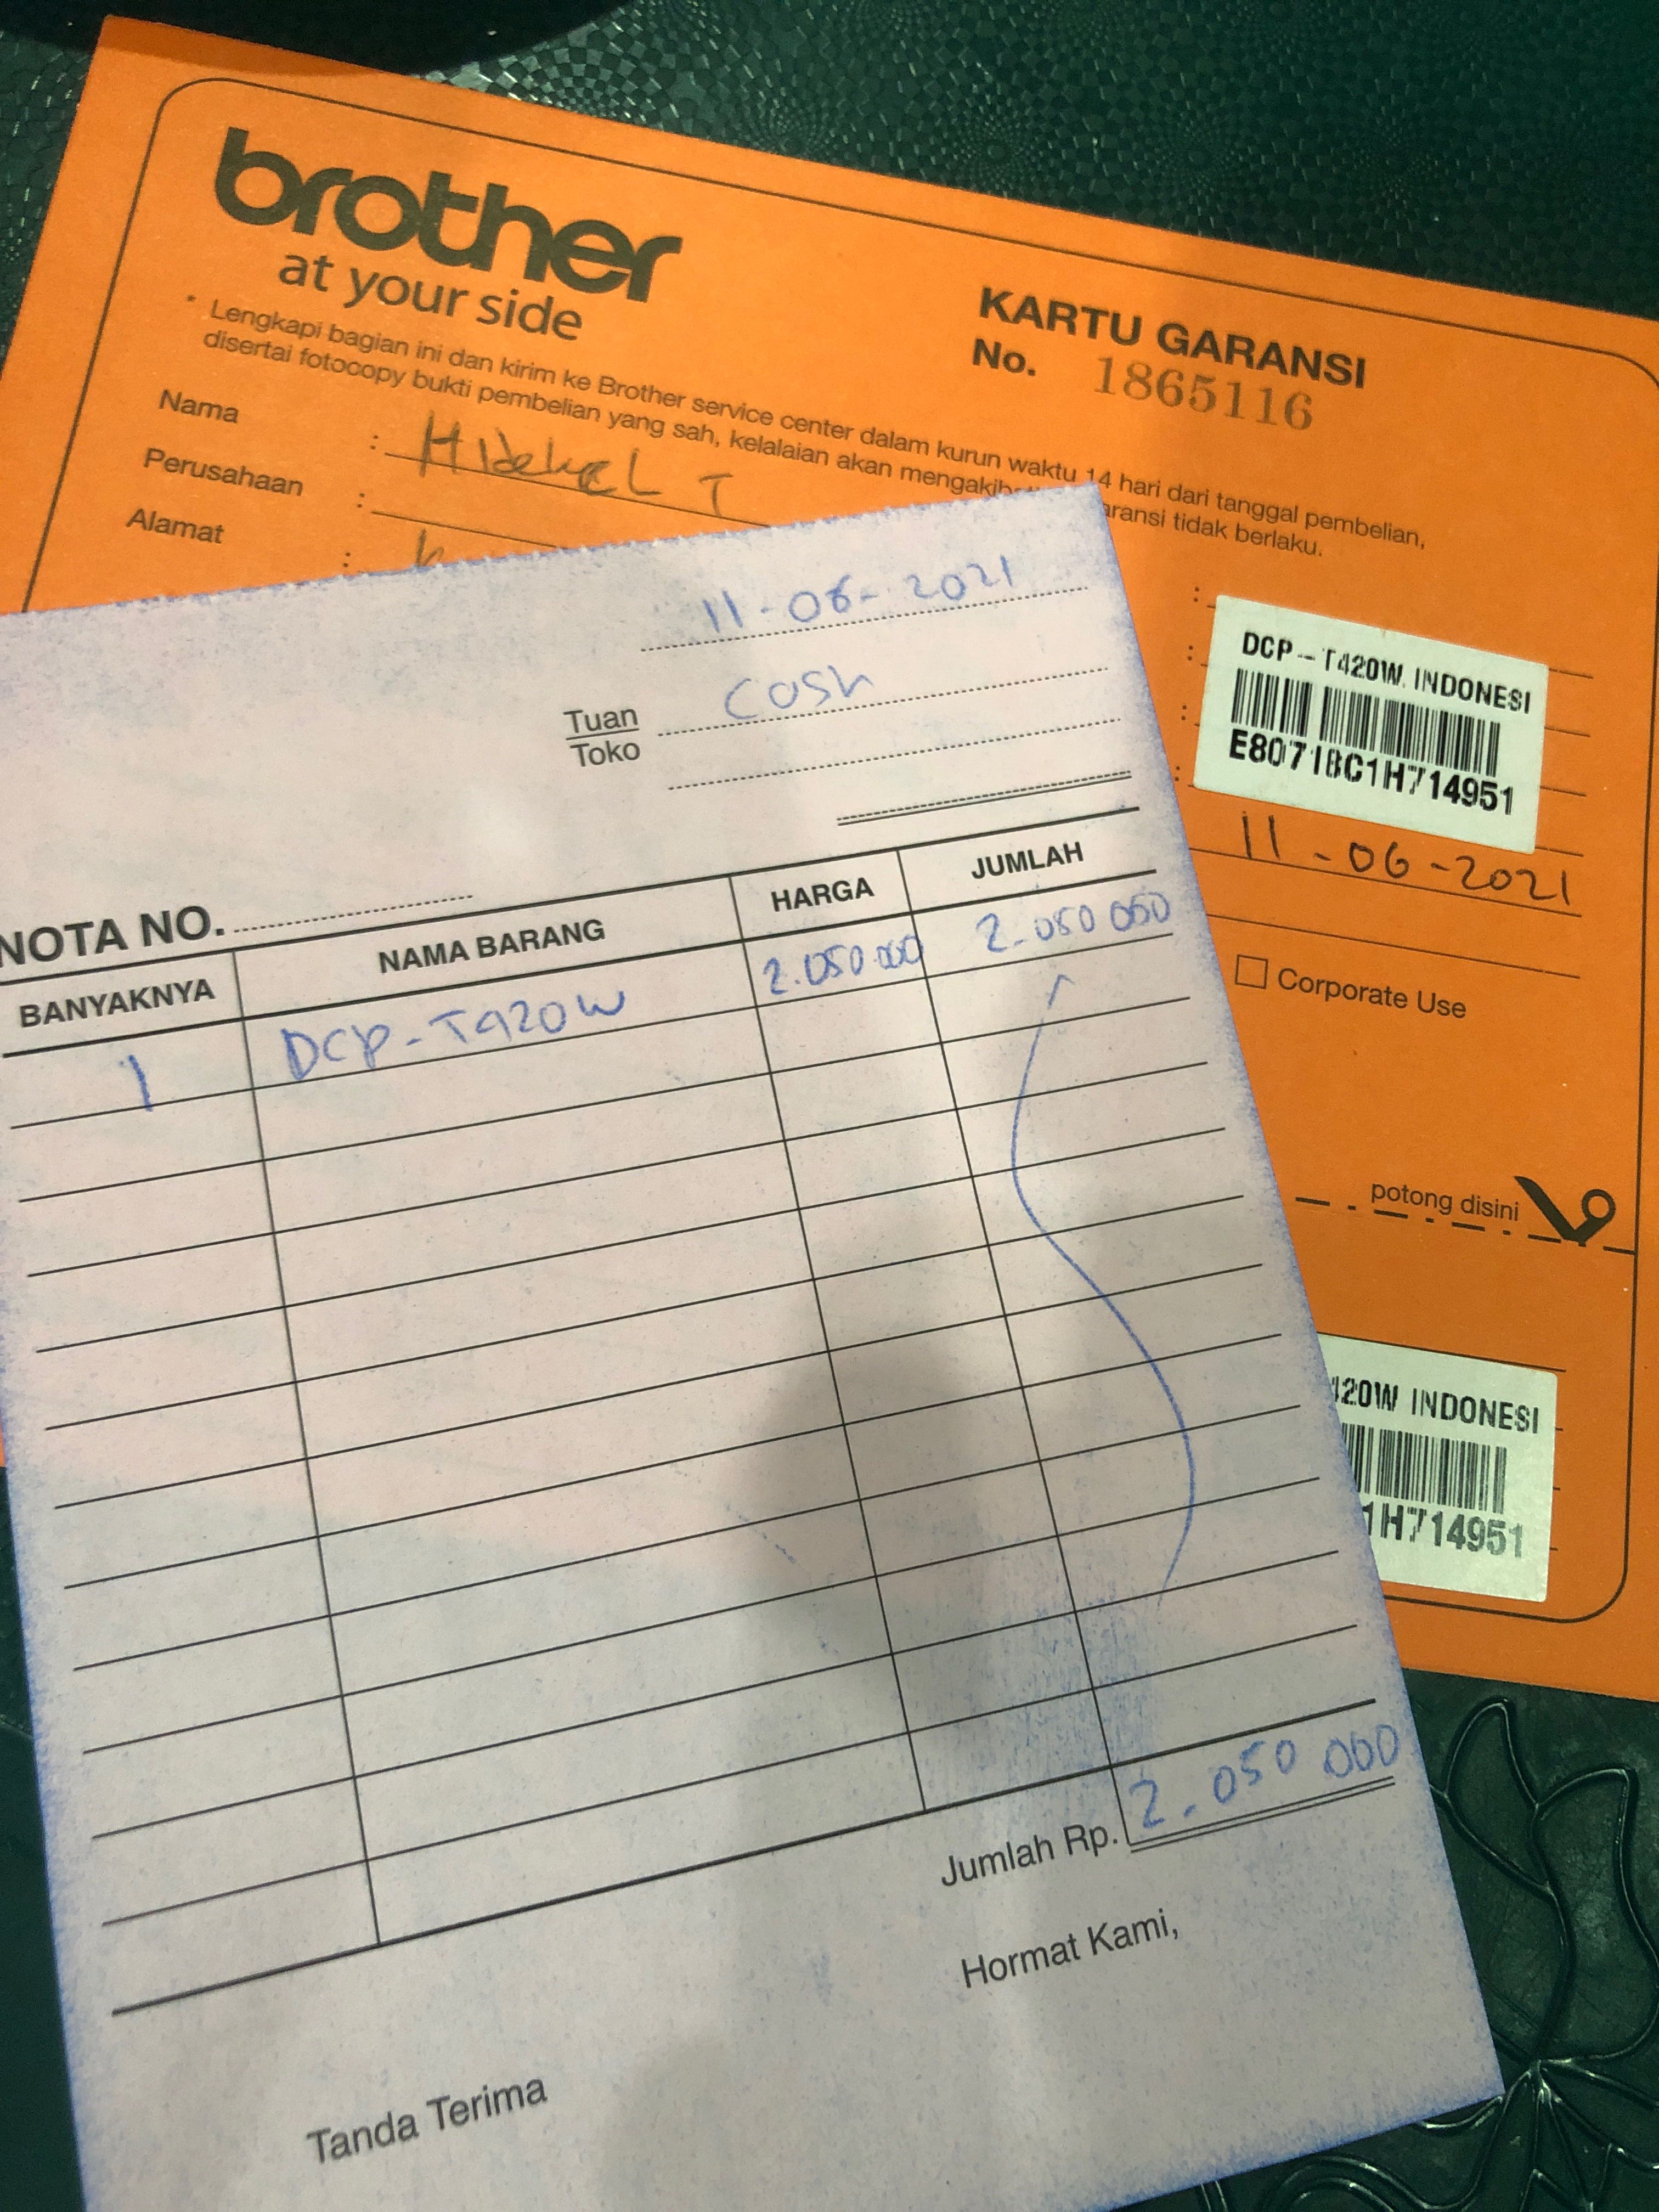 brother
at your side
KARTU GARANSI
No. 1865116
* Lengkapi bagian ini dan kirim ke Brother service center dalam kurun waktu 14 hari dari tanggal pembelian,
disertai fotocopy bukti pembelian yang sah, kelalaian akan mengakib aransi tidak berlaku.
Nama :
Perusahaan :
Alamat :
DCP-T420W. INDONESI
E80718C1H714951
11-06-2021
Corporate Use
potong disini
120W INDONESI
1H714951
11-06-2021
Tuan Cash
Toko
NOTA NO.
BANYAKNYA NAMA BARANG HARGA JUMLAH
1 DCP-T420W 2.050.000 2.050 000
Jumlah Rp. 2.050.000
Hormat Kami,
Tanda Terima